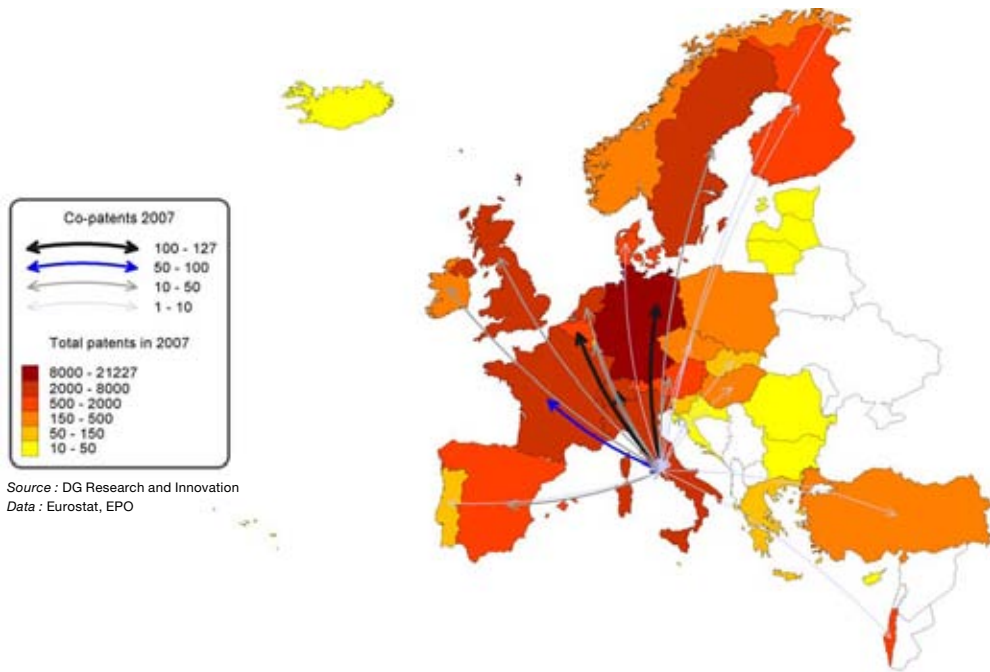 Co-patents 2007
100 - 127
50 - 100
10 - 50
1 - 10
Total patents in 2007
8000 - 21227
2000 - 8000
500 - 2000
150 - 500
50 - 150
10 - 50
Source : DG Research and Innovation
Data : Eurostat, EPO